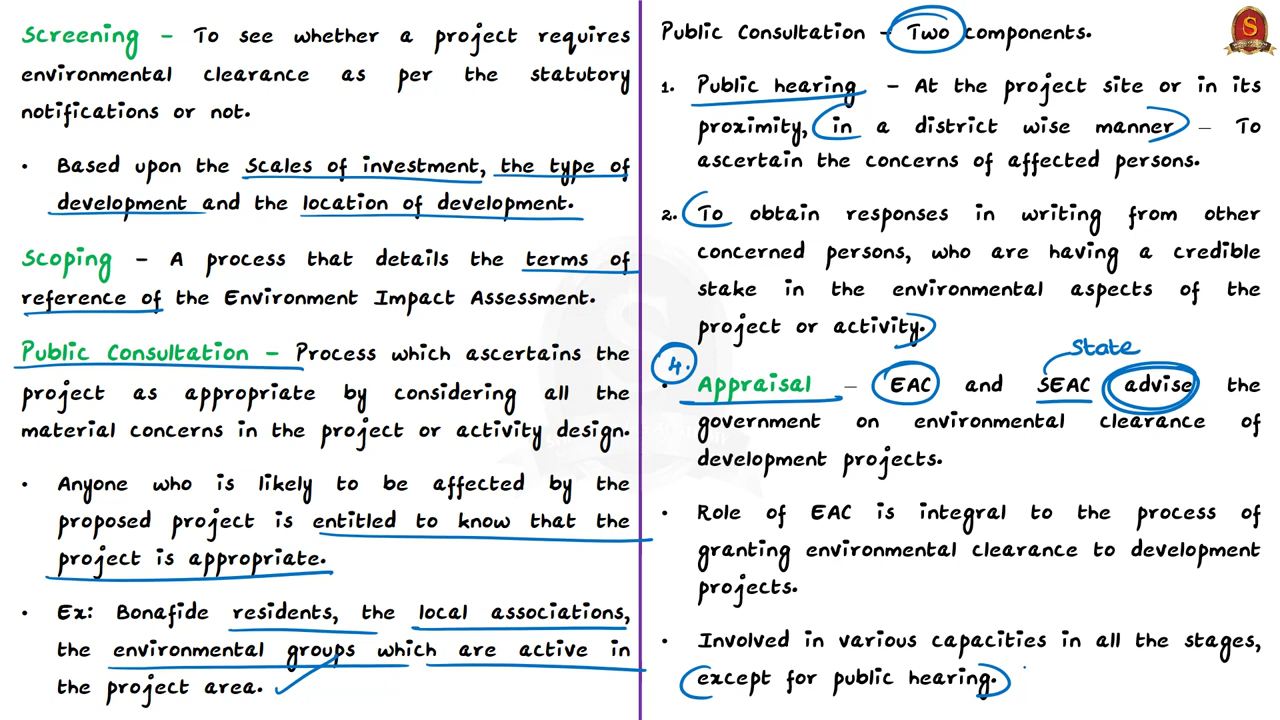 Screening - To see whether a project requires
environmental clearance as per the statutory
notifications or not.
• Based upon the Scales of investment, the type of
development and the location of development.
Scoping - A process that details the terms of
reference of the Environment Impact Assessment.
Public Consultation - Process which ascertains the
project as appropriate by considering all the
material concerns in the project or activity design.
• Anyone who is likely to be affected by the
proposed project is entitled to know that the
project is appropriate.
• Ex: Bonafide residents, the local associations,
the environmental groups which are active in
the project area.
Public Consultation - Two components.
1. Public hearing - At the project site or in its
proximity, in a district wise manner - To
ascertain the concerns of affected persons.
2. To obtain responses in writing from other
concerned persons, who are having a credible
stake in the environmental aspects of the
project or activity.
State
4.
• Appraisal - EAC and SEAC advise the
government on environmental clearance of
development projects.
• Role of EAC is integral to the process of
granting environmental clearance to development
projects.
• Involved in various capacities in all the stages,
except for public hearing.